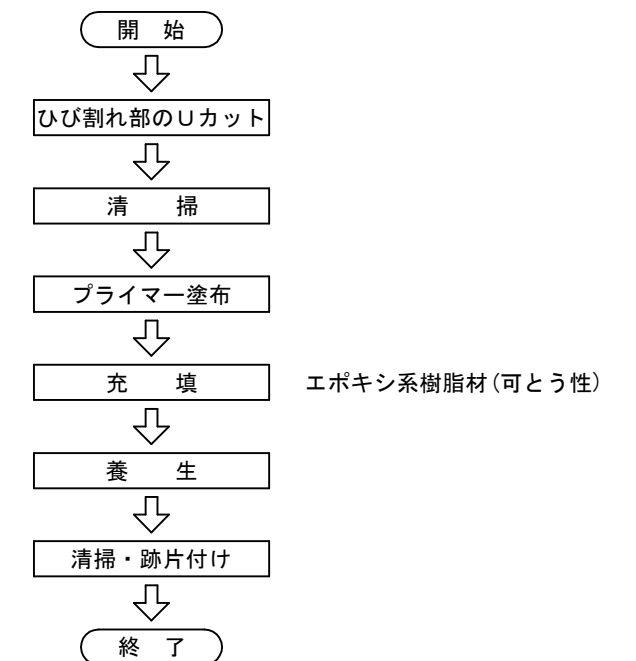 開　始
ひび割れ部のUカット
清　　掃
プライマー塗布
充　　填　　エポキシ系樹脂材(可とう性)
養　　生
清掃・跡片付け
終　了